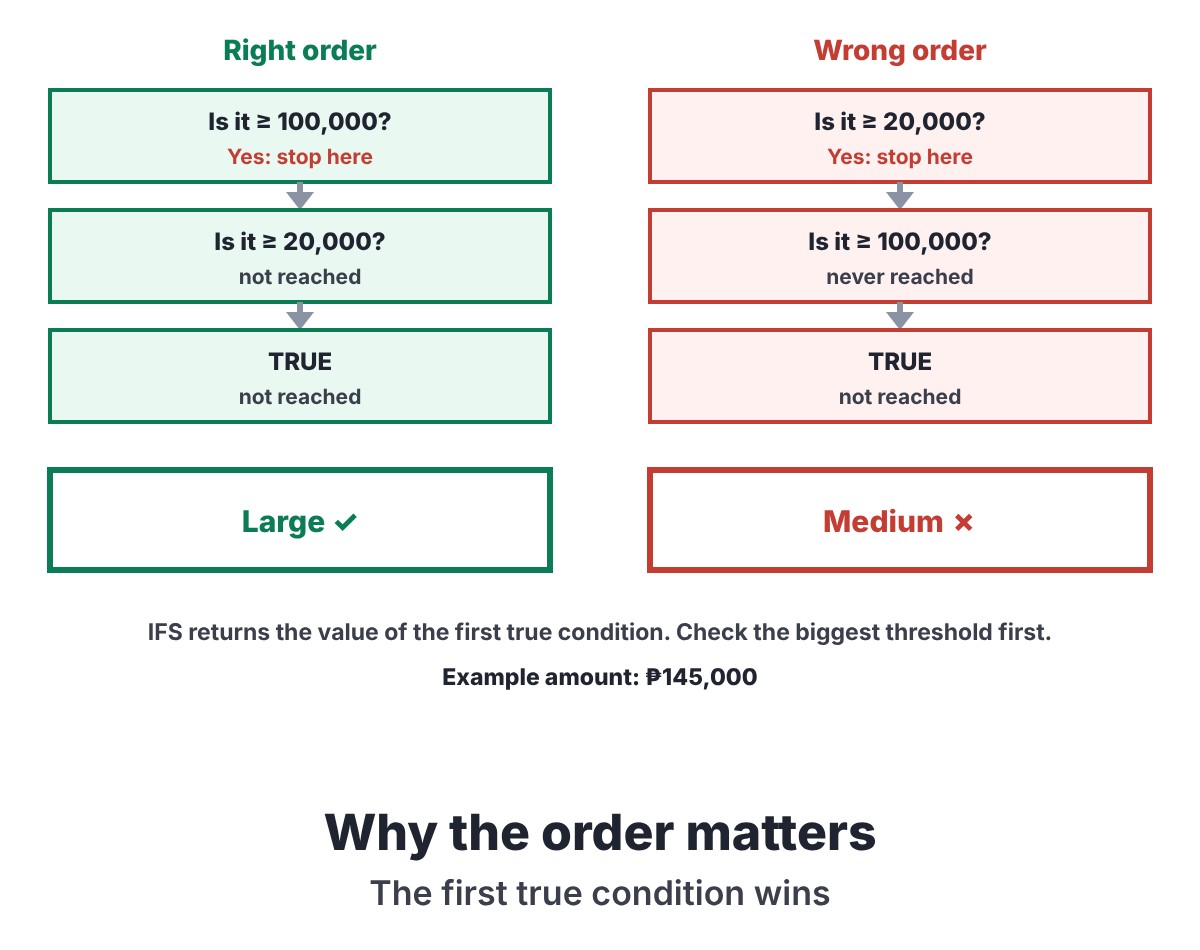 Right order
Is it ≥ 100,000?
Yes: stop here
Is it ≥ 20,000?
not reached
TRUE
not reached
Large ✓
Wrong order
Is it ≥ 20,000?
Yes: stop here
Is it ≥ 100,000?
never reached
TRUE
not reached
Medium ×
IFS returns the value of the first true condition. Check the biggest threshold first.
Example amount: ₱145,000
Why the order matters
The first true condition wins